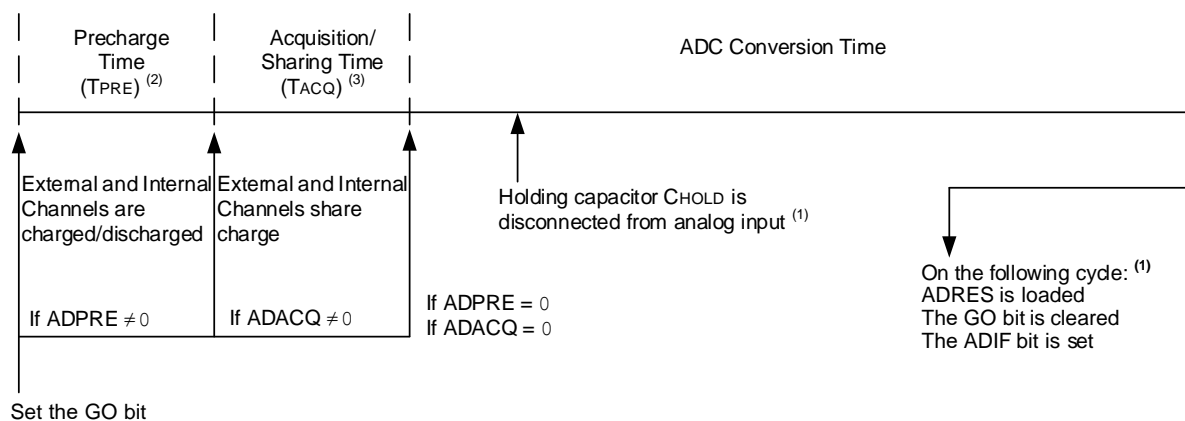 Precharge
Time
(TPRE) (2)
Acquisition/
Sharing Time
(TACQ) (3)
ADC Conversion Time
External and Internal
Channels are
charged/discharged
External and Internal
Channels share
charge
Holding capacitor CHOLD is
disconnected from analog input (1)
If ADPRE ≠ 0
If ADACQ ≠ 0
If ADPRE = 0
If ADACQ = 0
On the following cycle: (1)
ADRES is loaded
The GO bit is cleared
The ADIF bit is set
Set the GO bit